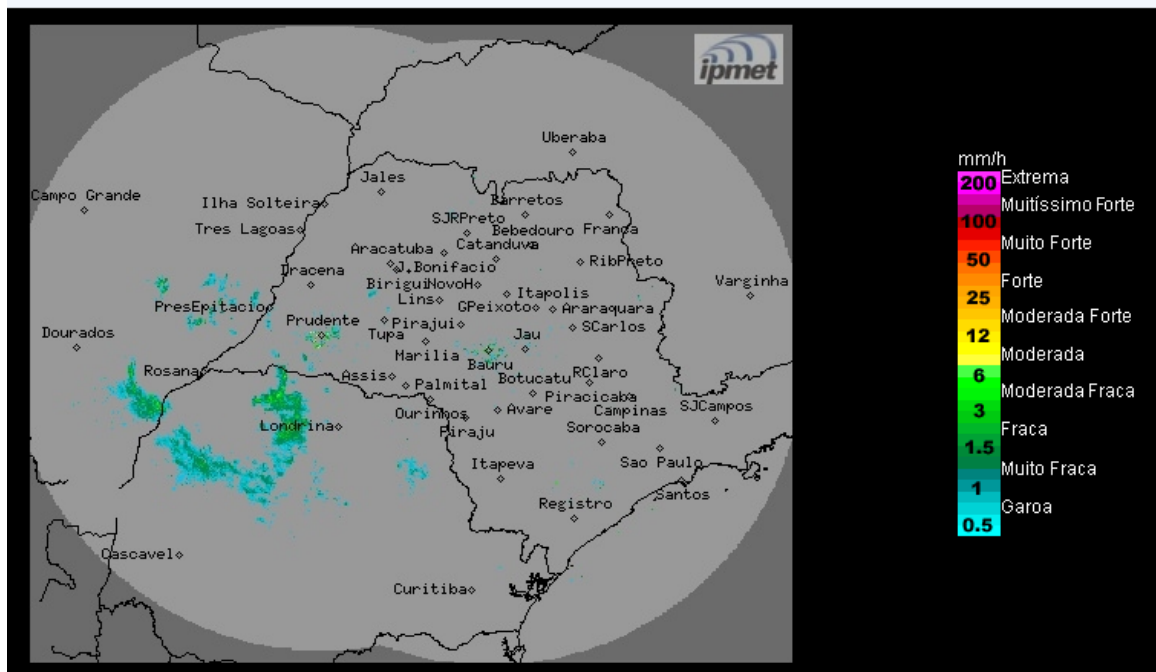 ipmet
Uberaba
Jales
Campo Grande
Ilha Solteira
Barretos
SJRPreto
Tres Lagoas
Bebedouro
Franca
Catanduva
Aracatuba
RibPreto
Dracena
J.Bonifacio
Varginha
Birigui
NovoH
Itapolis
Lins
PresEpitacio
GPeixoto
Araraquara
Prudente
Pirajui
SCarlos
Dourados
Tupa
Jau
Marilia
Bauru
Rosana
Assis
RClaro
Palmital
Botucatu
Piracicaba
Ourinhos
Avare
Campinas
SJCampos
Londrina
Piraju
Sorocaba
Itapeva
Sao Paulo
Santos
Registro
Cascavel
Curitiba
mm/h
200 Extrema
Muitíssimo Forte
100
Muito Forte
50
Forte
25
Moderada Forte
12
Moderada
6
Moderada Fraca
3
Fraca
1.5
Muito Fraca
1
Garoa
0.5